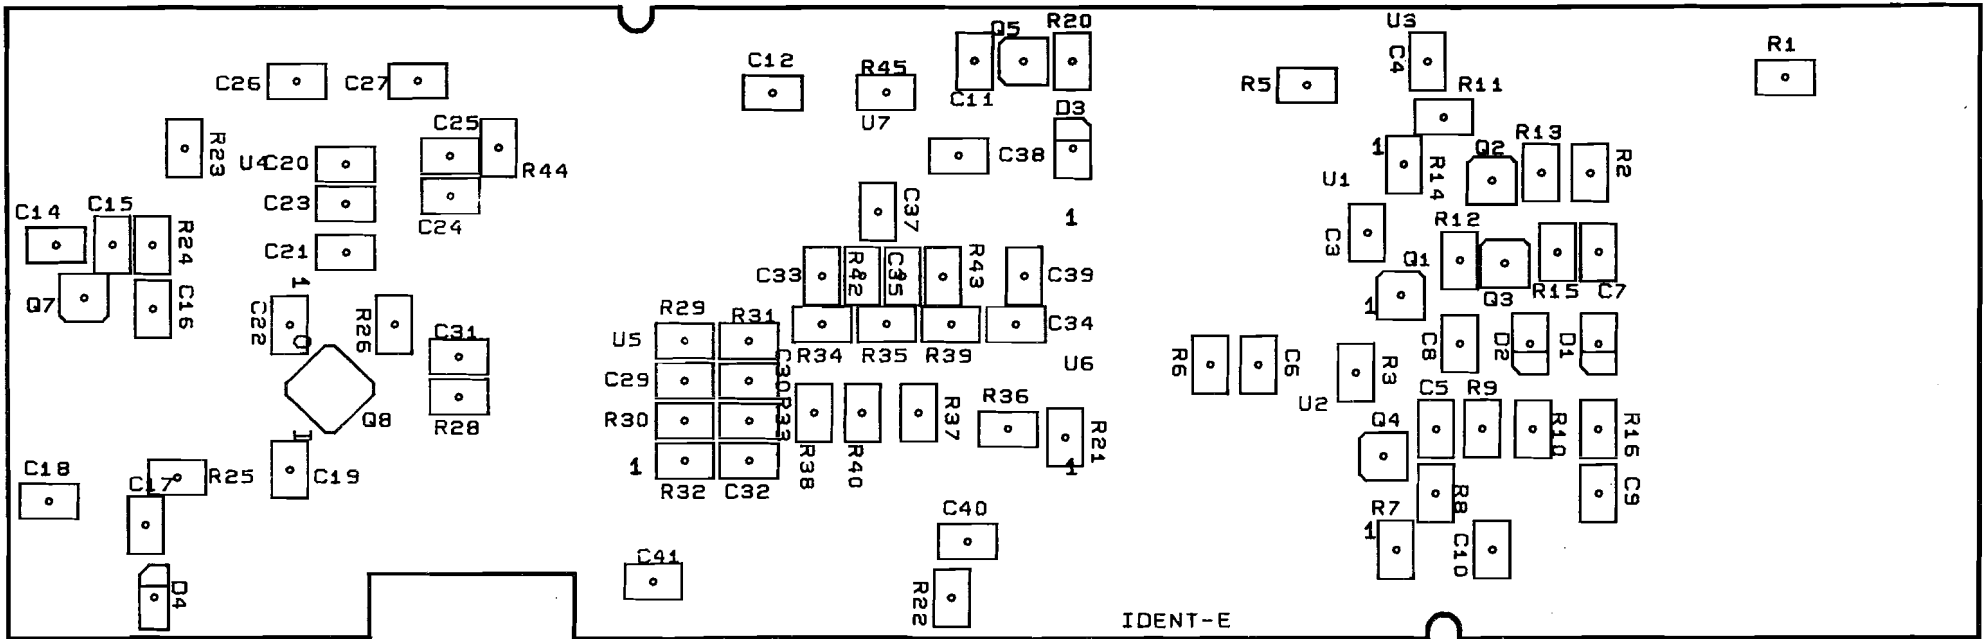 U3
Q5 R20
R1
C12 R45 C4
C26 C27 R5 R11
C11
D3
U7
C25 R13
R23 1 Q2
U4 C20 C38 R2
R44 R14
U1
C23 C37
C14 C15 1
C24 R12
R24 C3
C21 Q1
C33 R42 C35 R43 C39
1 R15 C7
Q7 C16 1 Q3
R29 R31
C22 R26 C31 U5 C34
C8 D2 D1
R34 R35 R39
U6 R6 C6 R3
C29 C30
C5 R9
R36 U2
Q8 R30 R33 R37 Q4
R28 R10 R16
R21
C18 R25 C19 1 R38 R40 1
C17 R32 C32 C9
R8
C40 R7
1
C10
C41
D4 R22
IDENT-E